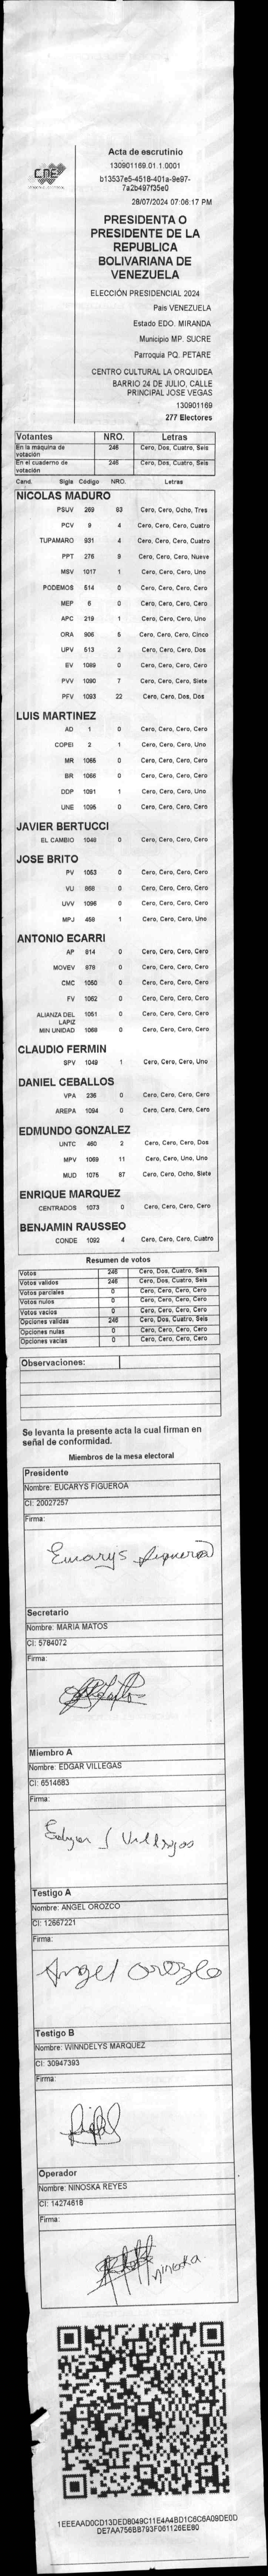 CNE
Acta de escrutinio
130901169.01.1.0001
b13537e5-4518-401a-9e97-
7a2b497f35e0
28/07/2024 07:06:17 PM
PRESIDENTA O
PRESIDENTE DE LA
REPUBLICA
BOLIVARIANA DE
VENEZUELA
ELECCIÓN PRESIDENCIAL 2024
Pais VENEZUELA
Estado EDO. MIRANDA
Municipio MP. SUCRE
Parroquia PQ. PETARE
CENTRO CULTURAL LA ORQUIDEA
BARRIO 24 DE JULIO, CALLE
PRINCIPAL JOSE VEGAS
130901169
277 Electores
Votantes NRO. Letras
En la máquina de votación 246 Cero, Dos, Cuatro, Seis
En el cuaderno de votación 246 Cero, Dos, Cuatro, Seis
Cand. Sigla Código NRO. Letras
NICOLAS MADURO
PSUV 269 83 Cero, Cero, Ocho, Tres
PCV 9 4 Cero, Cero, Cero, Cuatro
TUPAMARO 931 4 Cero, Cero, Cero, Cuatro
PPT 276 9 Cero, Cero, Cero, Nueve
MSV 1017 1 Cero, Cero, Cero, Uno
PODEMOS 514 0 Cero, Cero, Cero, Cero
MEP 6 0 Cero, Cero, Cero, Cero
APC 219 1 Cero, Cero, Cero, Uno
ORA 906 5 Cero, Cero, Cero, Cinco
UPV 513 2 Cero, Cero, Cero, Dos
EV 1089 0 Cero, Cero, Cero, Cero
PVV 1090 7 Cero, Cero, Cero, Siete
PFV 1093 22 Cero, Cero, Dos, Dos
LUIS MARTINEZ
AD 1 0 Cero, Cero, Cero, Cero
COPEI 2 1 Cero, Cero, Cero, Uno
MR 1065 0 Cero, Cero, Cero, Cero
BR 1066 0 Cero, Cero, Cero, Cero
DDP 1091 1 Cero, Cero, Cero, Uno
UNE 1095 0 Cero, Cero, Cero, Cero
JAVIER BERTUCCI
EL CAMBIO 1046 0 Cero, Cero, Cero, Cero
JOSE BRITO
PV 1053 0 Cero, Cero, Cero, Cero
VU 868 0 Cero, Cero, Cero, Cero
UVV 1096 0 Cero, Cero, Cero, Cero
MPJ 458 1 Cero, Cero, Cero, Uno
ANTONIO ECARRI
AP 814 0 Cero, Cero, Cero, Cero
MOVEV 878 0 Cero, Cero, Cero, Cero
CMC 1050 0 Cero, Cero, Cero, Cero
FV 1062 0 Cero, Cero, Cero, Cero
ALIANZA DEL LAPIZ 1051 0 Cero, Cero, Cero, Cero
MIN UNIDAD 1068 0 Cero, Cero, Cero, Cero
CLAUDIO FERMIN
SPV 1049 1 Cero, Cero, Cero, Uno
DANIEL CEBALLOS
VPA 236 0 Cero, Cero, Cero, Cero
AREPA 1094 0 Cero, Cero, Cero, Cero
EDMUNDO GONZALEZ
UNTC 460 2 Cero, Cero, Cero, Dos
MPV 1069 11 Cero, Cero, Uno, Uno
MUD 1075 87 Cero, Cero, Ocho, Siete
ENRIQUE MARQUEZ
CENTRADOS 1073 0 Cero, Cero, Cero, Cero
BENJAMIN RAUSSEO
CONDE 1092 4 Cero, Cero, Cero, Cuatro
Resumen de votos
Votos 246 Cero, Dos, Cuatro, Seis
Votos validos 246 Cero, Dos, Cuatro, Seis
Votos parciales 0 Cero, Cero, Cero, Cero
Votos nulos 0 Cero, Cero, Cero, Cero
Votos vacios 0 Cero, Cero, Cero, Cero
Opciones validas 246 Cero, Dos, Cuatro, Seis
Opciones nulas 0 Cero, Cero, Cero, Cero
Opciones vacias 0 Cero, Cero, Cero, Cero
Observaciones:
Se levanta la presente acta la cual firman en
señal de conformidad.
Miembros de la mesa electoral
Presidente
Nombre: EUCARYS FIGUEROA
CI: 20027257
Firma:
Eucarys Figueroa
Secretario
Nombre: MARIA MATOS
CI: 5784072
Firma:
Miembro A
Nombre: EDGAR VILLEGAS
CI: 6514683
Firma:
Testigo A
Nombre: ANGEL OROZCO
CI: 12667221
Firma:
Angel Orozco
Testigo B
Nombre: WINNDELYS MARQUEZ
CI: 30947393
Firma:
Operador
Nombre: NINOSKA REYES
CI: 14274618
Firma:
Ninoska
1EEEAAD0CD13DED8049C11E4A4BD1C6C6A09DE0D
DE7AA756BB793F061126EE80